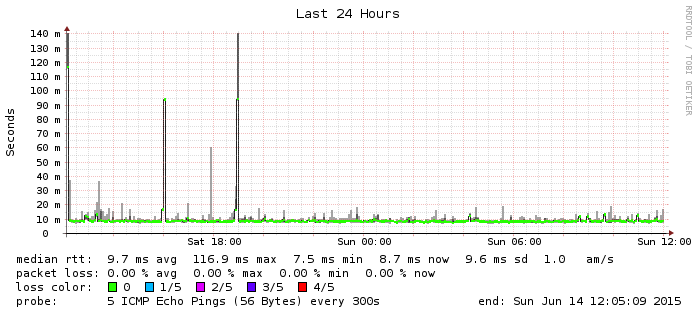 Last 24 Hours
RRDTOOL / TOBI OETIKER
Seconds
140 m
130 m
120 m
110 m
100 m
90 m
80 m
70 m
60 m
50 m
40 m
30 m
20 m
10 m
0
Sat 18:00 Sun 00:00 Sun 06:00 Sun 12:00
median rtt: 9.7 ms avg 116.9 ms max 7.5 ms min 8.7 ms now 9.6 ms sd 1.0 am/s
packet loss: 0.00 % avg 0.00 % max 0.00 % min 0.00 % now
loss color: 0 1/5 2/5 3/5 4/5
probe: 5 ICMP Echo Pings (56 Bytes) every 300s end: Sun Jun 14 12:05:09 2015